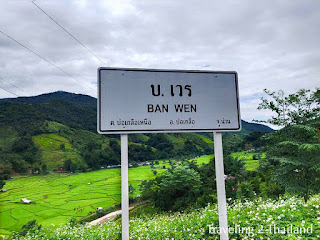 บ. เวร
BAN WEN
ต. บ่อเกลือเหนือ อ. บ่อเกลือ จ. น่าน
Traveling 2 Thailand